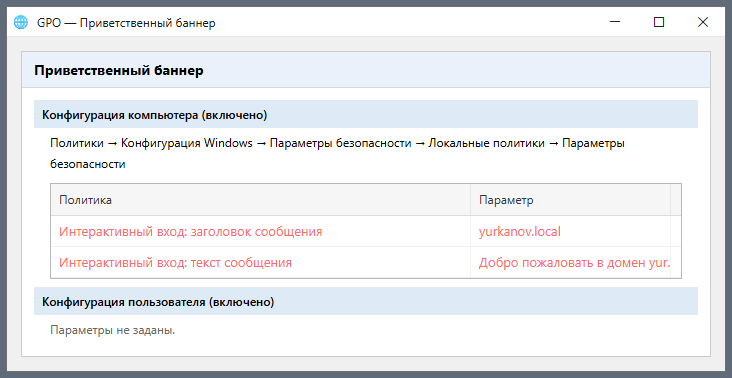 GPO — Приветственный баннер
Приветственный баннер
Конфигурация компьютера (включено)
Политики → Конфигурация Windows → Параметры безопасности → Локальные политики → Параметры
безопасности
Политика Параметр
Интерактивный вход: заголовок сообщения yurkanov.local
Интерактивный вход: текст сообщения Добро пожаловать в домен yur.
Конфигурация пользователя (включено)
Параметры не заданы.